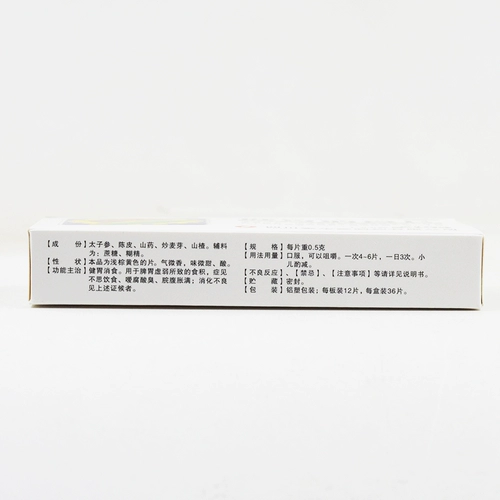 【成　份】太子参、陈皮、山药、炒麦芽、山楂。辅料
为：蔗糖、糊精。
【性　状】本品为浅棕黄色的片。气微香，味微甜、酸。
【功能主治】健胃消食。用于脾胃虚弱所致的食积，症见
不思饮食、嗳腐酸臭、脘腹胀满；消化不良
见上述证候者。
【规　格】每片重0.5克
【用法用量】口服，可以咀嚼。一次4-6片，一日3次。小
儿酌减。
【不良反应】、【禁忌】、【注意事项】等请详见说明书。
【贮　藏】密封。
【包　装】铝塑包装；每板装12片，每盒装36片。